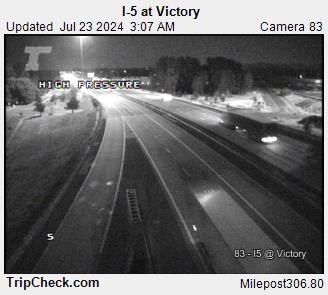 I-5 at Victory
Updated Jul 23 2024 3:07 AM Camera 83
HIGH PRESSURE
S
83 - I5 @ Victory
TripCheck.com Milepost306.80